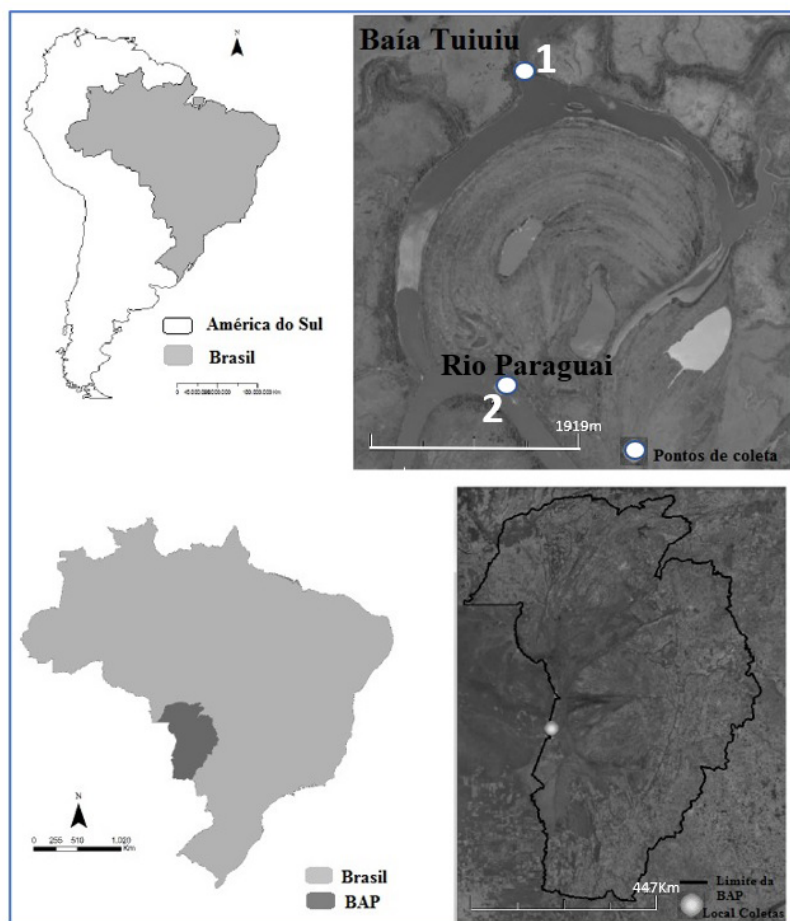 N
América do Sul
Brasil
Baía Tuiuiu
1
Rio Paraguai
2
1919m
Pontos de coleta
N
0 255 510 1,020
Km
Brasil
BAP
447Km
Limite da
BAP
Local Coletas